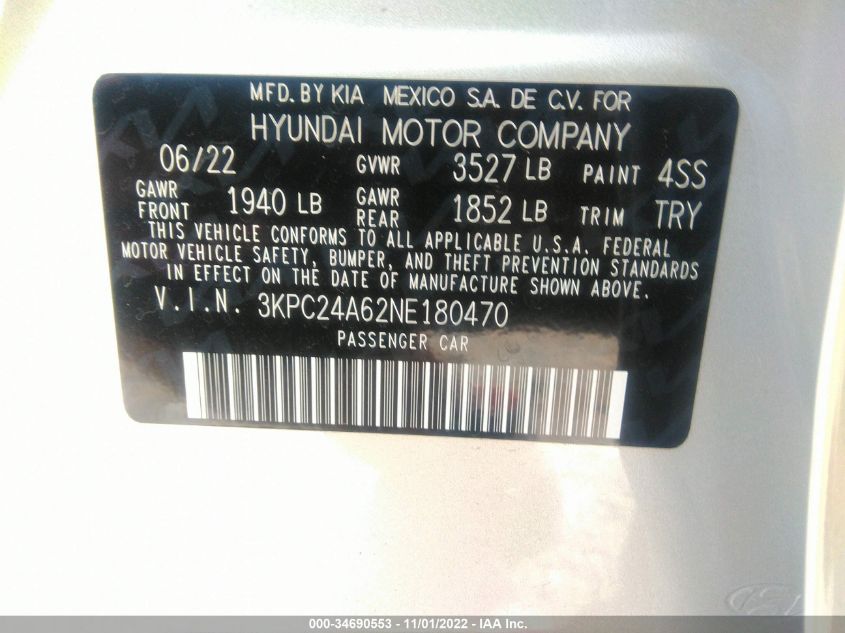 MFD. BY KIA MEXICO S.A. DE C.V. FOR
HYUNDAI MOTOR COMPANY
06/22 GVWR 3527 LB PAINT 4SS
GAWR FRONT 1940 LB GAWR REAR 1852 LB TRIM TRY
THIS VEHICLE CONFORMS TO ALL APPLICABLE U.S.A. FEDERAL
MOTOR VEHICLE SAFETY, BUMPER, AND THEFT PREVENTION STANDARDS
IN EFFECT ON THE DATE OF MANUFACTURE SHOWN ABOVE.
V.I.N. 3KPC24A62NE180470
PASSENGER CAR
000-34690553 - 11/01/2022 - IAA Inc.